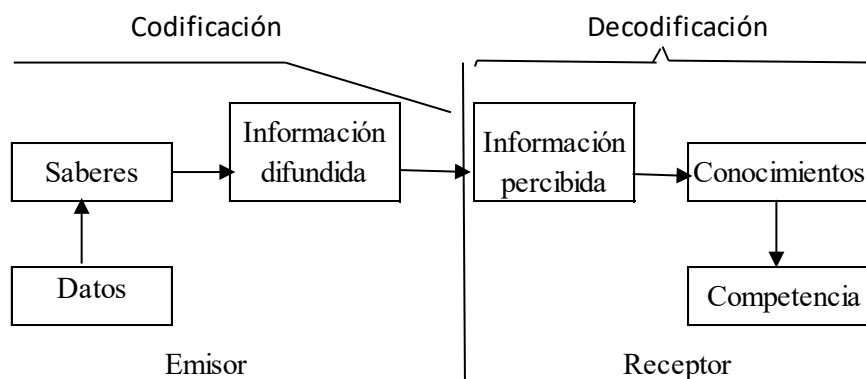 Codificación
Decodificación
Información
difundida
Información
percibida
Saberes
Conocimientos
Datos
Competencia
Emisor
Receptor